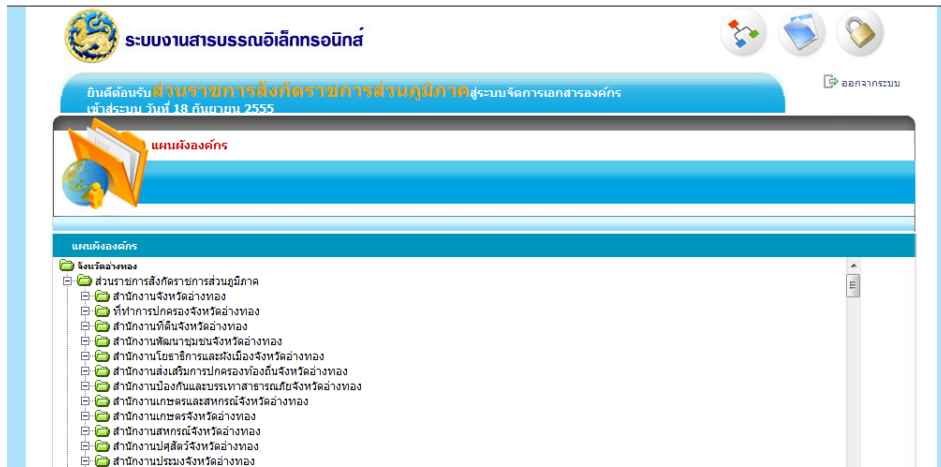 ระบบงานสารบรรณอิเล็กทรอนิกส์
ออกจากระบบ
ยินดีต้อนรับส่วนราชการสังกัดราชการส่วนภูมิภาคสู่ระบบจัดการเอกสารองค์กร
เข้าสู่ระบบ วันที่ 18 กันยายน 2555
แผนผังองค์กร
แผนผังองค์กร
จังหวัดอ่างทอง
ส่วนราชการสังกัดราชการส่วนภูมิภาค
สำนักงานจังหวัดอ่างทอง
ที่ทำการปกครองจังหวัดอ่างทอง
สำนักงานที่ดินจังหวัดอ่างทอง
สำนักงานพัฒนาชุมชนจังหวัดอ่างทอง
สำนักงานโยธาธิการและผังเมืองจังหวัดอ่างทอง
สำนักงานส่งเสริมการปกครองท้องถิ่นจังหวัดอ่างทอง
สำนักงานป้องกันและบรรเทาสาธารณภัยจังหวัดอ่างทอง
สำนักงานเกษตรและสหกรณ์จังหวัดอ่างทอง
สำนักงานเกษตรจังหวัดอ่างทอง
สำนักงานสหกรณ์จังหวัดอ่างทอง
สำนักงานปศุสัตว์จังหวัดอ่างทอง
สำนักงานประมงจังหวัดอ่างทอง